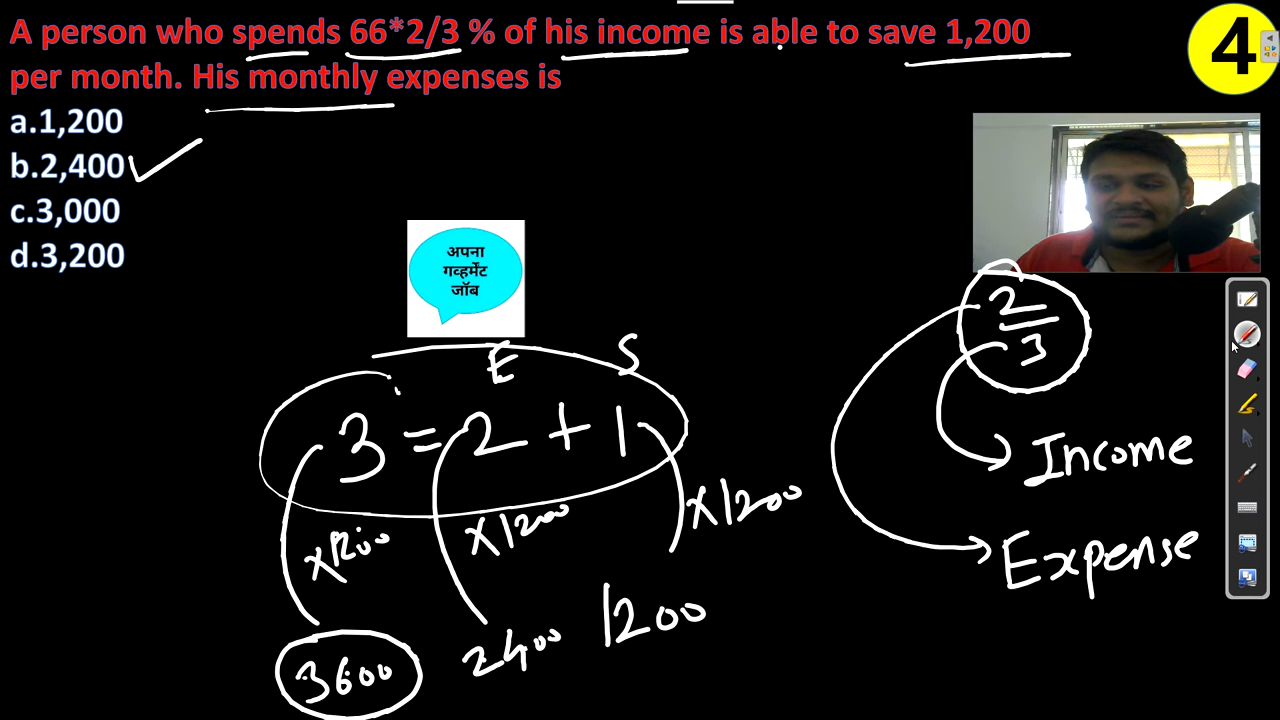 A person who spends 66*2/3 % of his income is able to save 1,200
per month. His monthly expenses is
4
a.1,200
b.2,400
c.3,000
d.3,200
अपना
गव्हर्मेंट
जॉब
2
3
E S
3 = 2 + 1
Income
X1200 X1200 X1200
Expense
3600 2400 1200